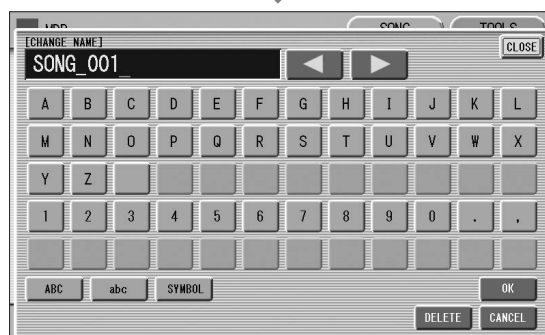 MDR SONG TOOLS
[CHANGE NAME] CLOSE
SONG_001_
A B C D E F G H I J K L
M N O P Q R S T U V W X
Y Z
1 2 3 4 5 6 7 8 9 0 . ,
ABC abc SYMBOL OK
DELETE CANCEL